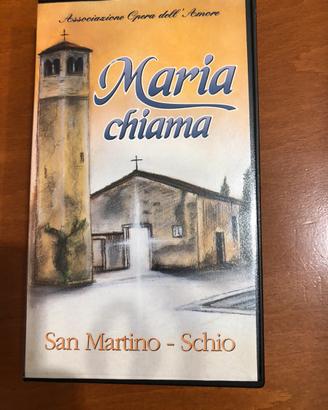 Associazione Opera dell'Amore
Maria
chiama
San Martino - Schio